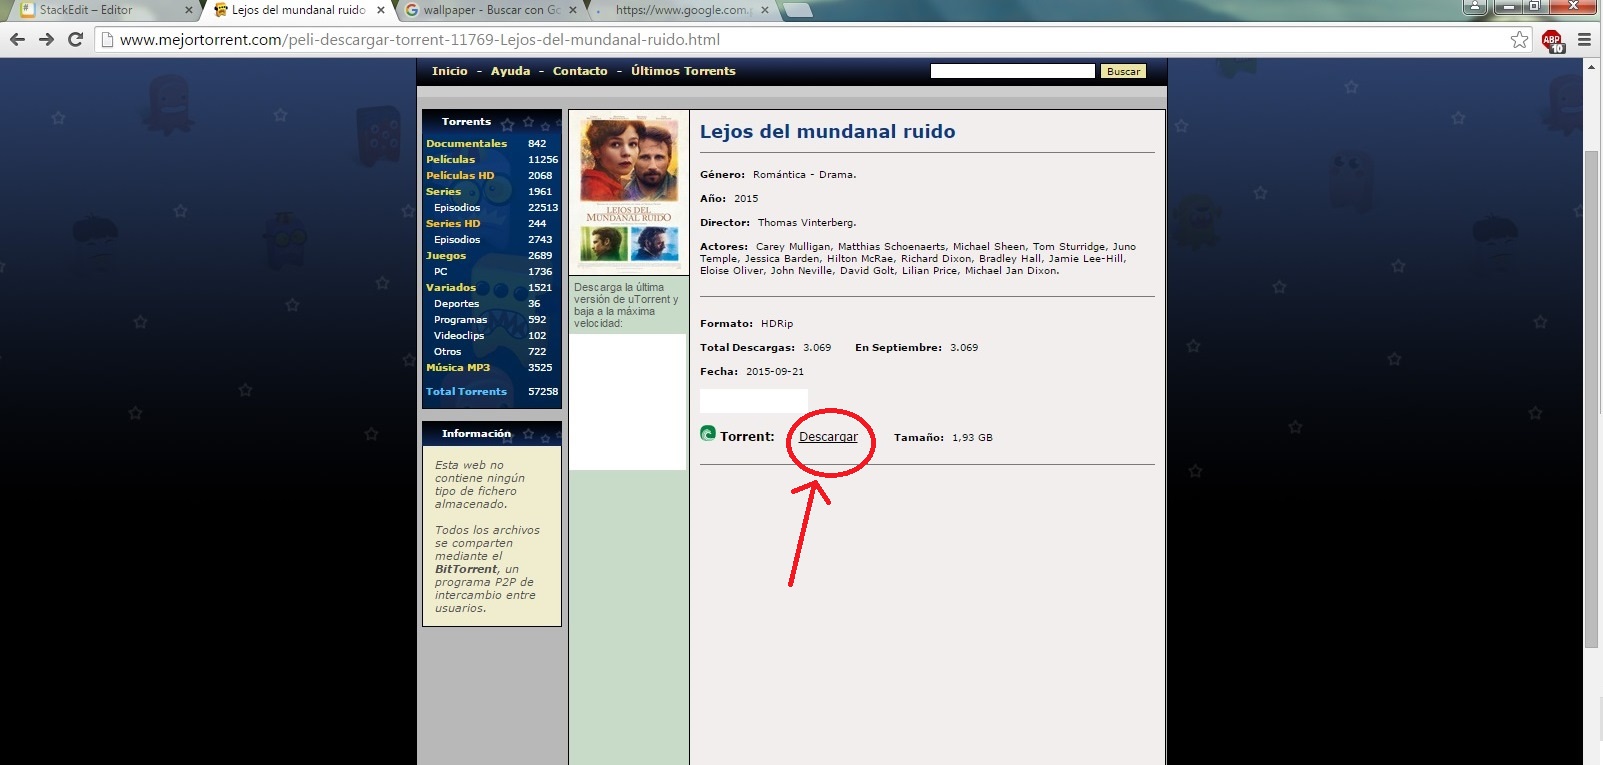 StackEdit – Editor
Lejos del mundanal ruido
wallpaper - Buscar con Go
https://www.google.com.p
www.mejortorrent.com/peli-descargar-torrent-11769-Lejos-del-mundanal-ruido.html
ABP
10
Inicio - Ayuda - Contacto - Últimos Torrents
Buscar
Torrents
Documentales 842
Películas 11256
Películas HD 2068
Series 1961
Episodios 22513
Series HD 244
Episodios 2743
Juegos 2689
PC 1736
Variados 1521
Deportes 36
Programas 592
Videoclips 102
Otros 722
Música MP3 3525
Total Torrents 57258
Información
Esta web no
contiene ningún
tipo de fichero
almacenado.
Todos los archivos
se comparten
mediante el
BitTorrent, un
programa P2P de
intercambio entre
usuarios.
LEJOS DEL
MUNDANAL RUIDO
Descarga la última
versión de uTorrent y
baja a la máxima
velocidad:
Lejos del mundanal ruido
Género: Romántica - Drama.
Año: 2015
Director: Thomas Vinterberg.
Actores: Carey Mulligan, Matthias Schoenaerts, Michael Sheen, Tom Sturridge, Juno
Temple, Jessica Barden, Hilton McRae, Richard Dixon, Bradley Hall, Jamie Lee-Hill,
Eloise Oliver, John Neville, David Golt, Lilian Price, Michael Jan Dixon.
Formato: HDRip
Total Descargas: 3.069 En Septiembre: 3.069
Fecha: 2015-09-21
Torrent: Descargar Tamaño: 1,93 GB